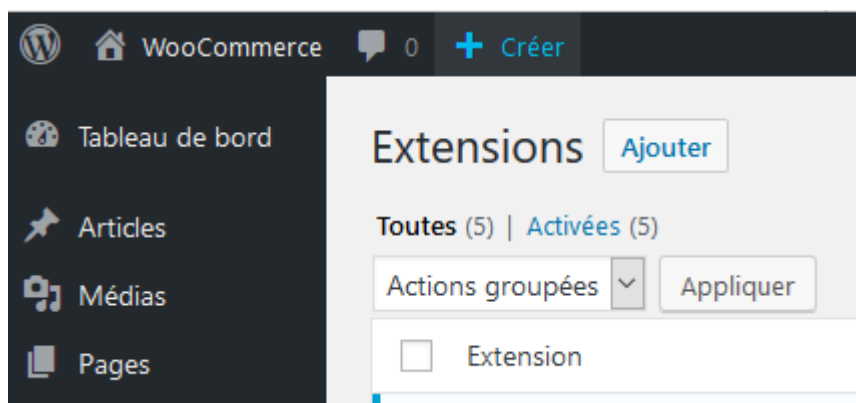 WooCommerce 0 + Créer
Tableau de bord
Extensions Ajouter
Articles
Toutes (5) | Activées (5)
Médias
Actions groupées Appliquer
Pages
Extension